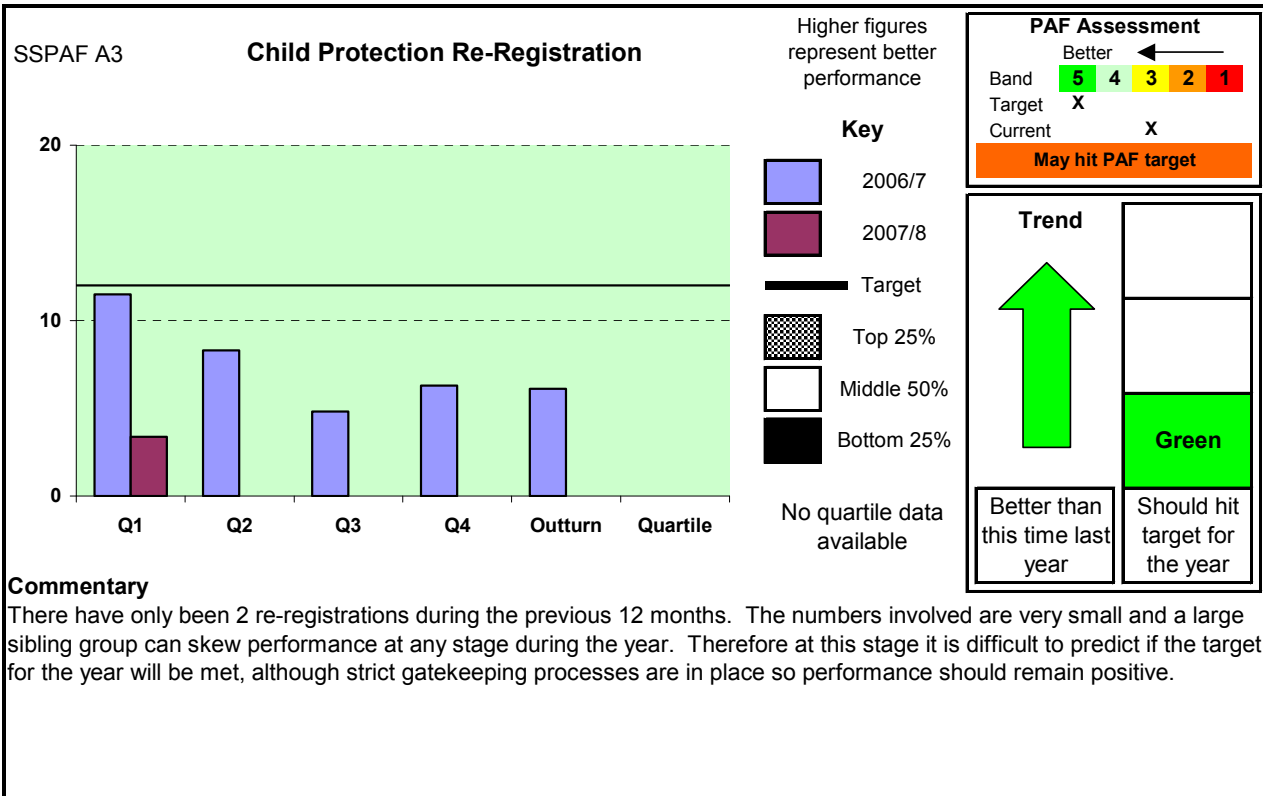 SSPAF A3
Child Protection Re-Registration
Higher figures
represent better
performance
20
10
0
Q1
Q2
Q3
Q4
Outturn
Quartile
Key
2006/7
2007/8
Target
Top 25%
Middle 50%
Bottom 25%
No quartile data
available
PAF Assessment
Better
Band 5 4 3 2 1
Target X
Current X
May hit PAF target
Trend
Green
Better than
this time last
year
Should hit
target for
the year
Commentary
There have only been 2 re-registrations during the previous 12 months. The numbers involved are very small and a large
sibling group can skew performance at any stage during the year. Therefore at this stage it is difficult to predict if the target
for the year will be met, although strict gatekeeping processes are in place so performance should remain positive.